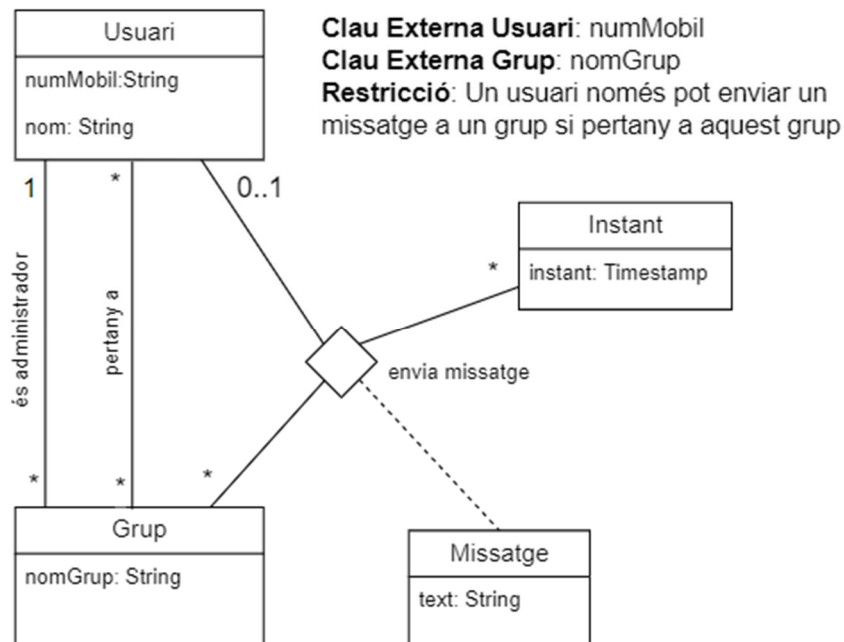 Usuari
numMobil:String
nom: String
Clau Externa Usuari: numMobil
Clau Externa Grup: nomGrup
Restricció: Un usuari només pot enviar un
missatge a un grup si pertany a aquest grup
1
*
0..1
és administrador
pertany a
Instant
instant: Timestamp
*
envia missatge
*
*
*
Grup
nomGrup: String
Missatge
text: String